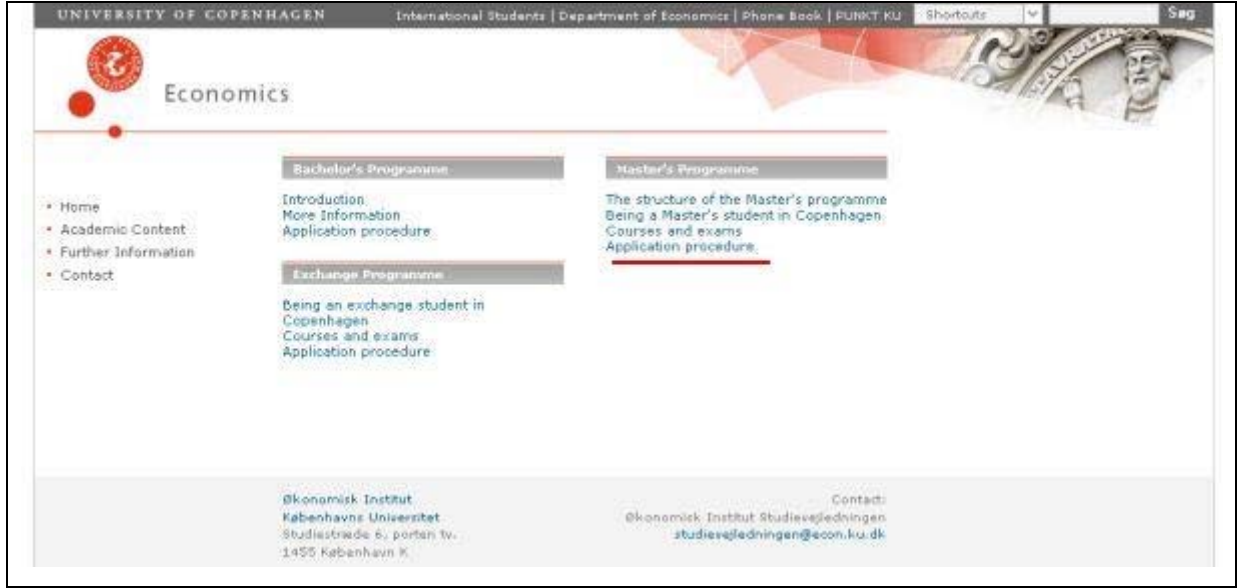 UNIVERSITY OF COPENHAGEN International Students | Department of Economics | Phone Book | PUNKT KU Shortcuts Søg
Economics
Bachelor's Programme
Introduction
More Information
Application procedure
Master's Programme
The structure of the Master's programme
Being a Master's student in Copenhagen
Courses and exams
Application procedure
• Home
• Academic Content
• Further Information
• Contact
Exchange Programme
Being an exchange student in
Copenhagen
Courses and exams
Application procedure
Økonomisk Institut
Københavns Universitet
Studiestræde 6, porten tv.
1455 København K
Contact:
Økonomisk Institut Studievejledningen
studievejledningen@econ.ku.dk